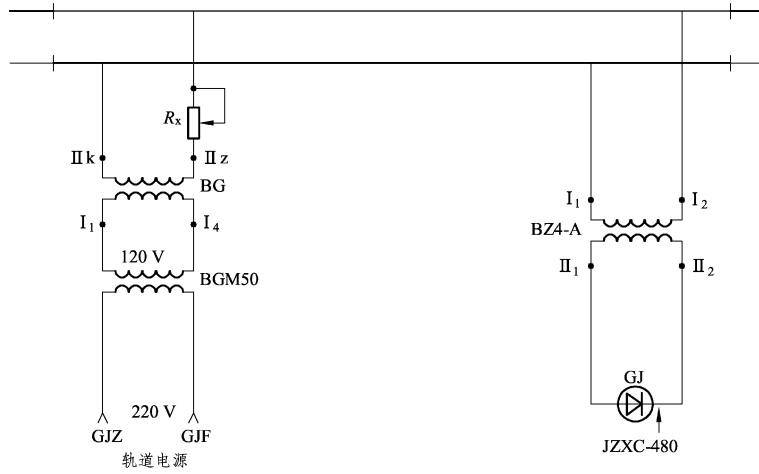 Rx
Ⅱk Ⅱz
BG
Ⅰ1 Ⅰ4
120 V
BGM50
220 V
GJZ GJF
轨道电源
Ⅰ1 Ⅰ2
BZ4-A
Ⅱ1 Ⅱ2
GJ
JZXC-480